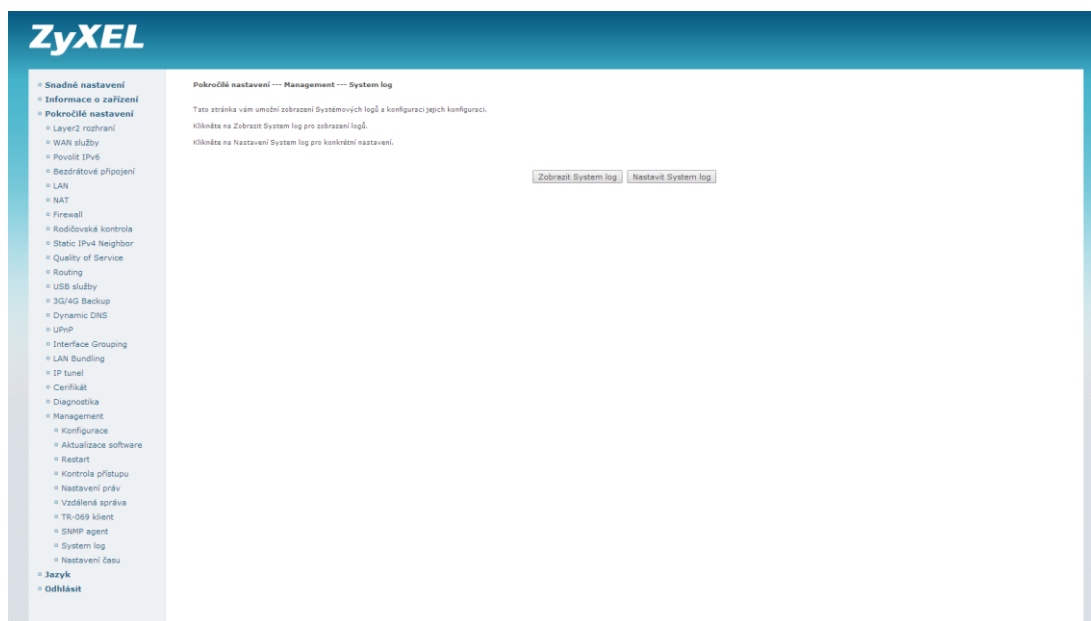 ZyXEL
Snadné nastavení
Informace o zařízení
Pokročilé nastavení
Layer2 rozhraní
WAN služby
Povolit IPv6
Bezdrátové připojení
LAN
NAT
Firewall
Rodičovská kontrola
Static IPv4 Neighbor
Quality of Service
Routing
USB služby
3G/4G Backup
Dynamic DNS
UPnP
Interface Grouping
LAN Bundling
IP tunel
Cerifikát
Diagnostika
Management
Konfigurace
Aktualizace software
Restart
Kontrola přístupu
Nastavení práv
Vzdálená správa
TR-069 klient
SNMP agent
System log
Nastavení času
Jazyk
Odhlásit
Pokročilé nastavení --- Management --- System log
Tato stránka vám umožní zobrazení Systémových logů a konfiguraci jejich konfiguraci.
Klikněte na Zobrazit System log pro zobrazení logů.
Klikněte na Nastavení System log pro konkrétní nastavení.
Zobrazit System log Nastavit System log